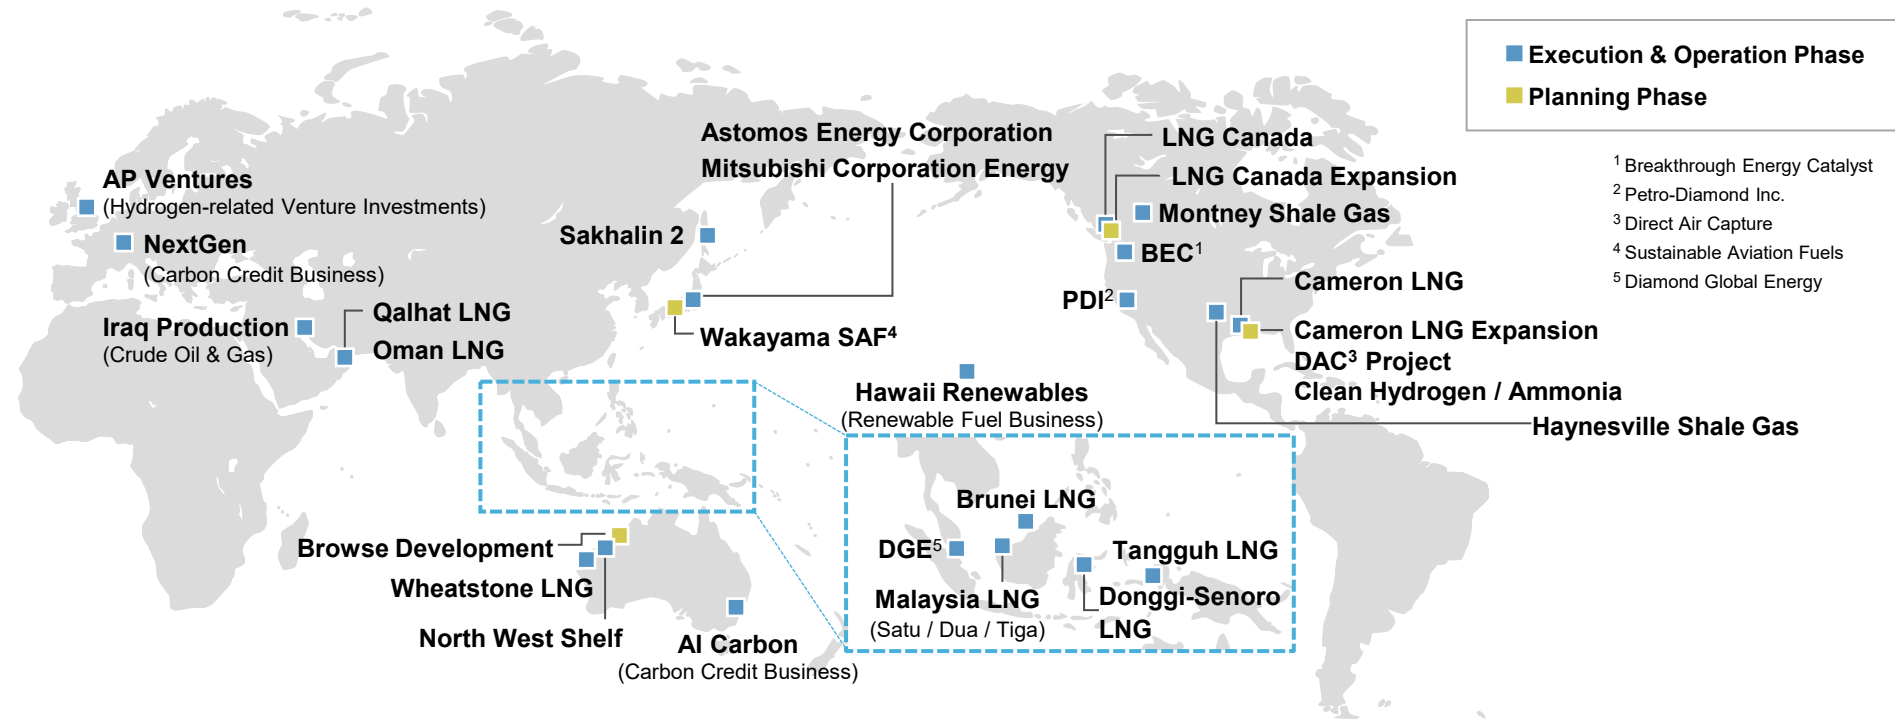 Execution & Operation Phase
Planning Phase
¹ Breakthrough Energy Catalyst
² Petro-Diamond Inc.
³ Direct Air Capture
⁴ Sustainable Aviation Fuels
⁵ Diamond Global Energy
AP Ventures
(Hydrogen-related Venture Investments)
NextGen
(Carbon Credit Business)
Iraq Production
(Crude Oil & Gas)
Qalhat LNG
Oman LNG
Astomos Energy Corporation
Mitsubishi Corporation Energy
Sakhalin 2
Wakayama SAF⁴
LNG Canada
LNG Canada Expansion
Montney Shale Gas
BEC¹
PDI²
Cameron LNG
Cameron LNG Expansion
DAC³ Project
Clean Hydrogen / Ammonia
Haynesville Shale Gas
Hawaii Renewables
(Renewable Fuel Business)
Brunei LNG
DGE⁵
Malaysia LNG
(Satu / Dua / Tiga)
Tangguh LNG
Donggi-Senoro
LNG
Browse Development
Wheatstone LNG
North West Shelf
AI Carbon
(Carbon Credit Business)